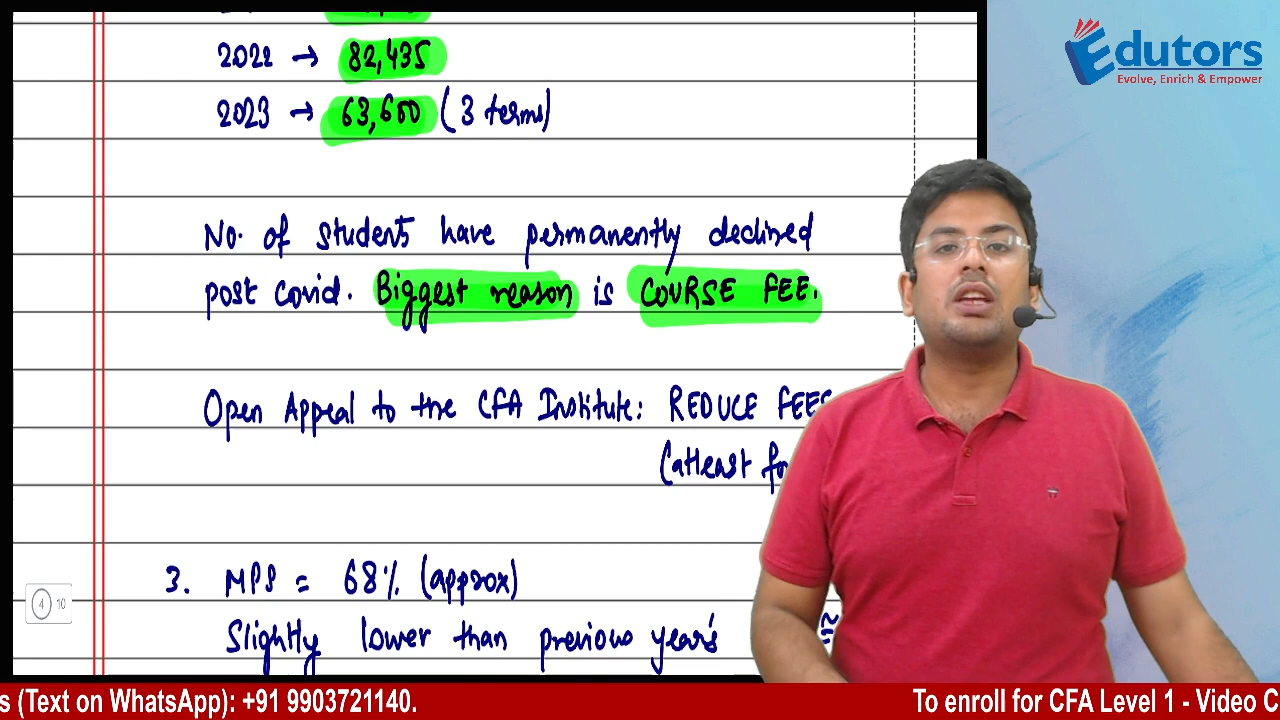 2022 → 82,435
2023 → 63,600 (3 terms)
No. of students have permanently declined
post covid. Biggest reason is COURSE FEE.
Open Appeal to the CFA Institute: REDUCE FEES
(atleast
3. MPS = 68% (approx)
Slightly lower than previous year's
4 10
Edutors
Evolve, Enrich & Empower
s (Text on WhatsApp): +91 9903721140.
To enroll for CFA Level 1 - Video C